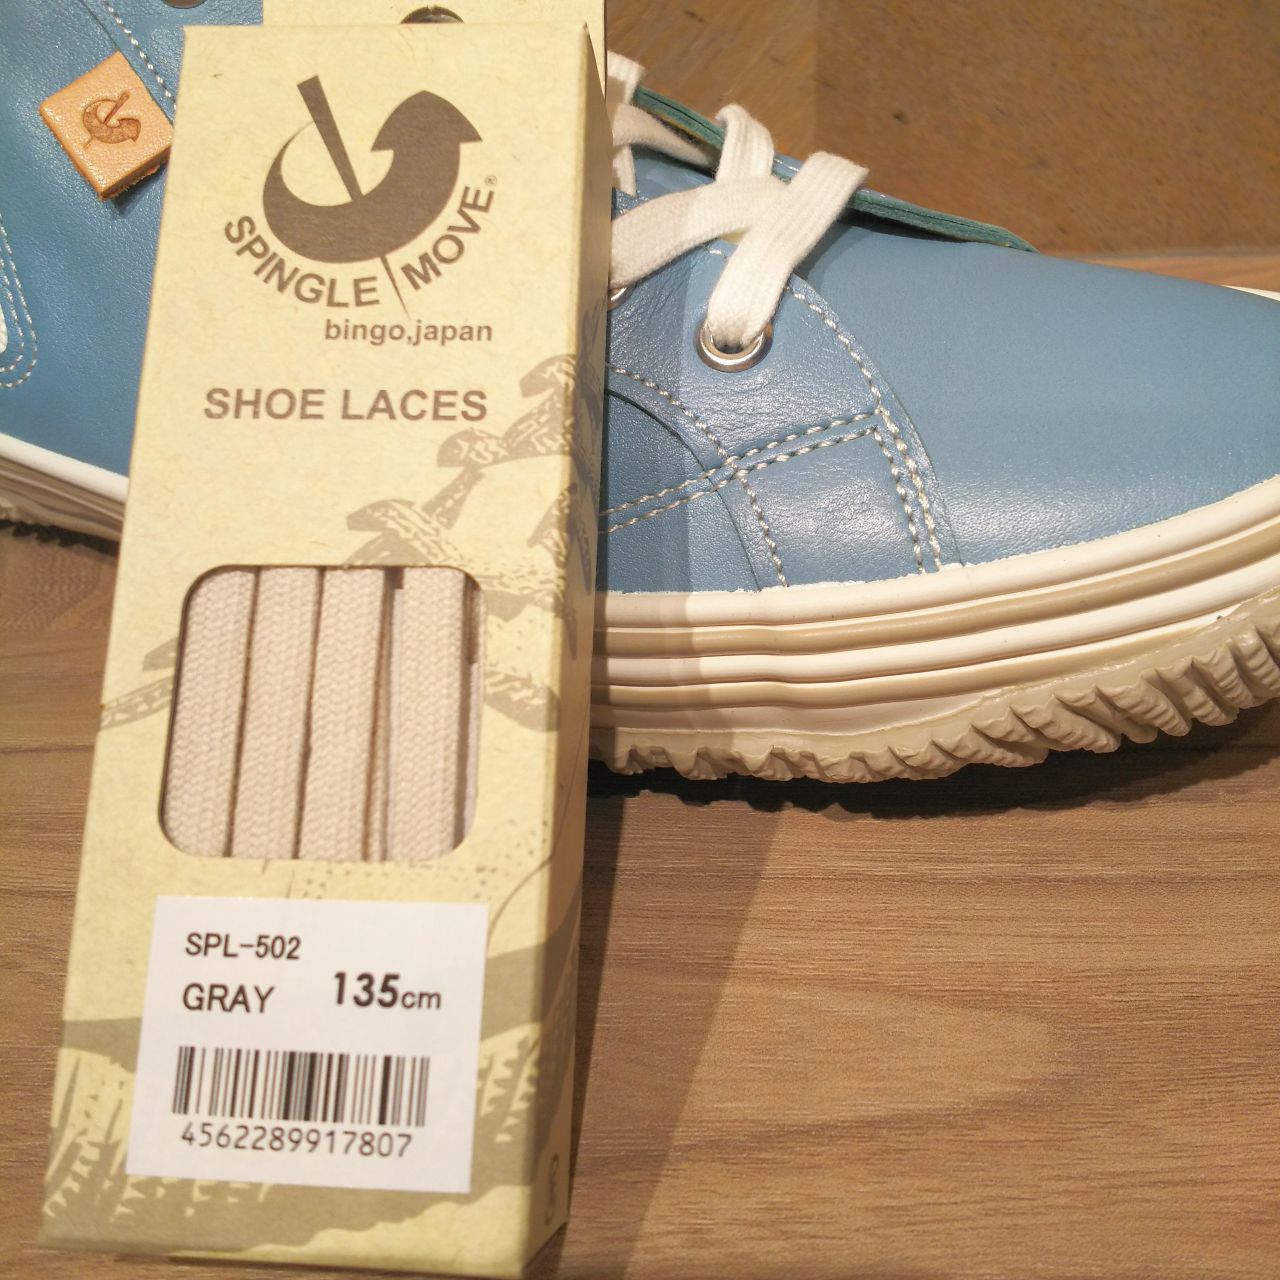 SPINGLE MOVE®
bingo,japan
SHOE LACES
SPL-502
GRAY 135cm
4562289917807